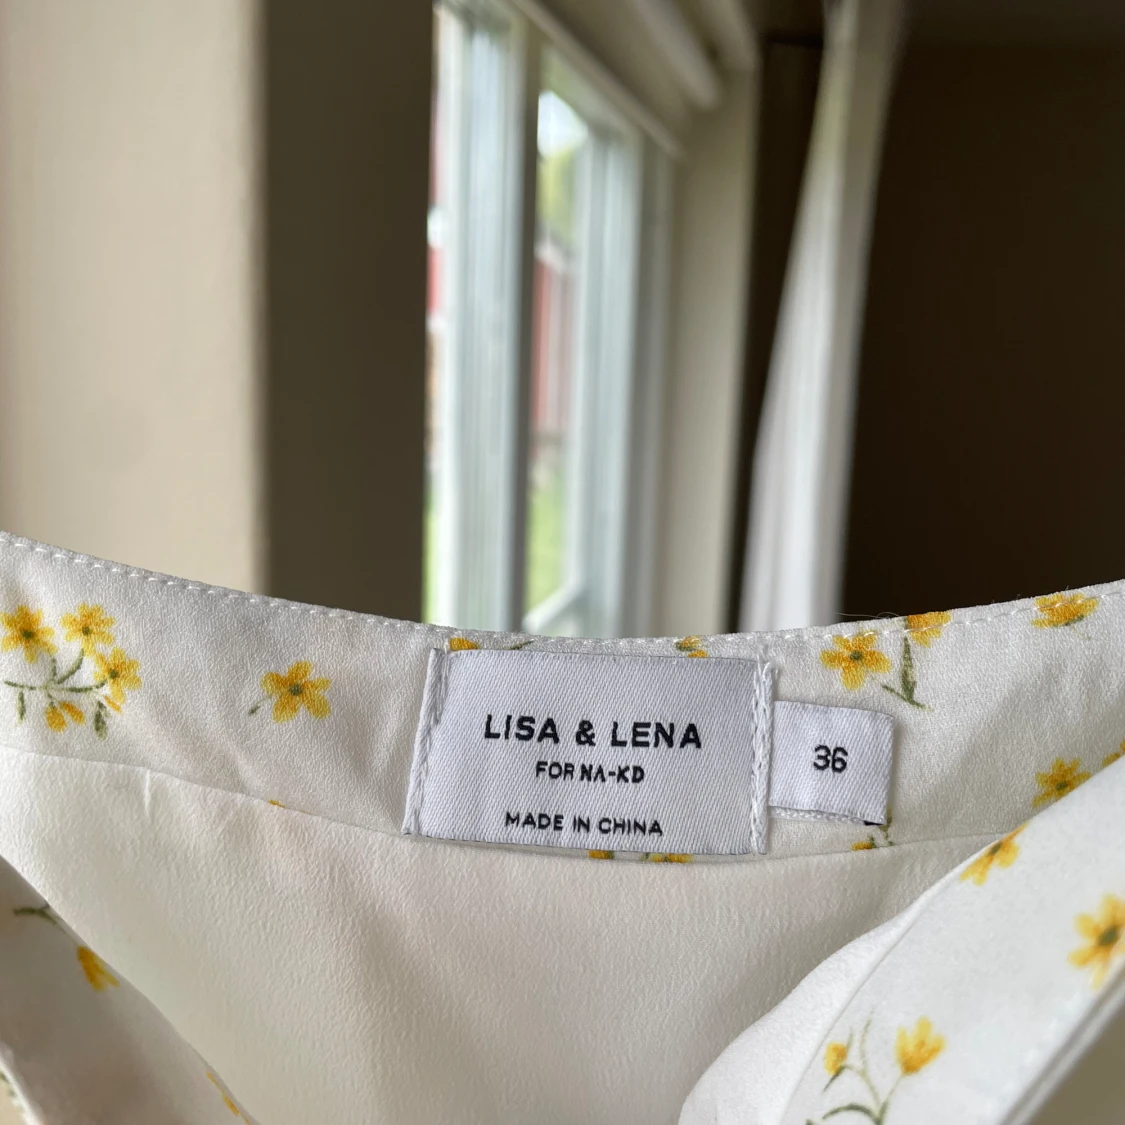 LISA & LENA
FOR NA-KD
MADE IN CHINA
36